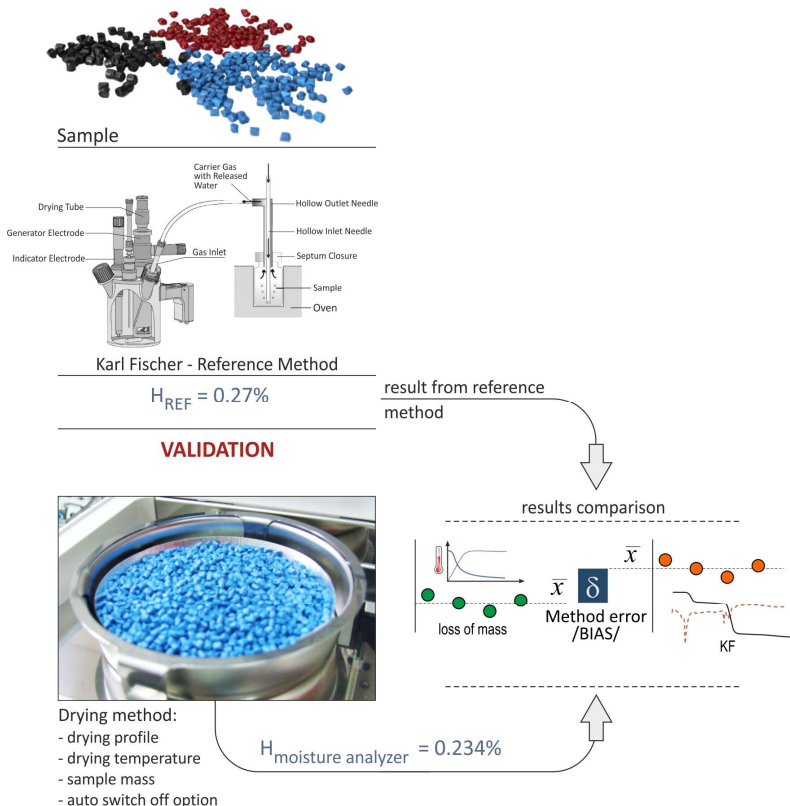 Sample
Carrier Gas
with Released
Water
Drying Tube
Generator Electrode
Indicator Electrode
Gas Inlet
Hollow Outlet Needle
Hollow Inlet Needle
Septum Closure
Sample
Oven
Karl Fischer - Reference Method
H_REF = 0.27%
result from reference
method
VALIDATION
results comparison
x̅
x̅
δ
Method error
/BIAS/
loss of mass
KF
Drying method:
- drying profile
- drying temperature
- sample mass
- auto switch off option
H_moisture analyzer = 0.234%